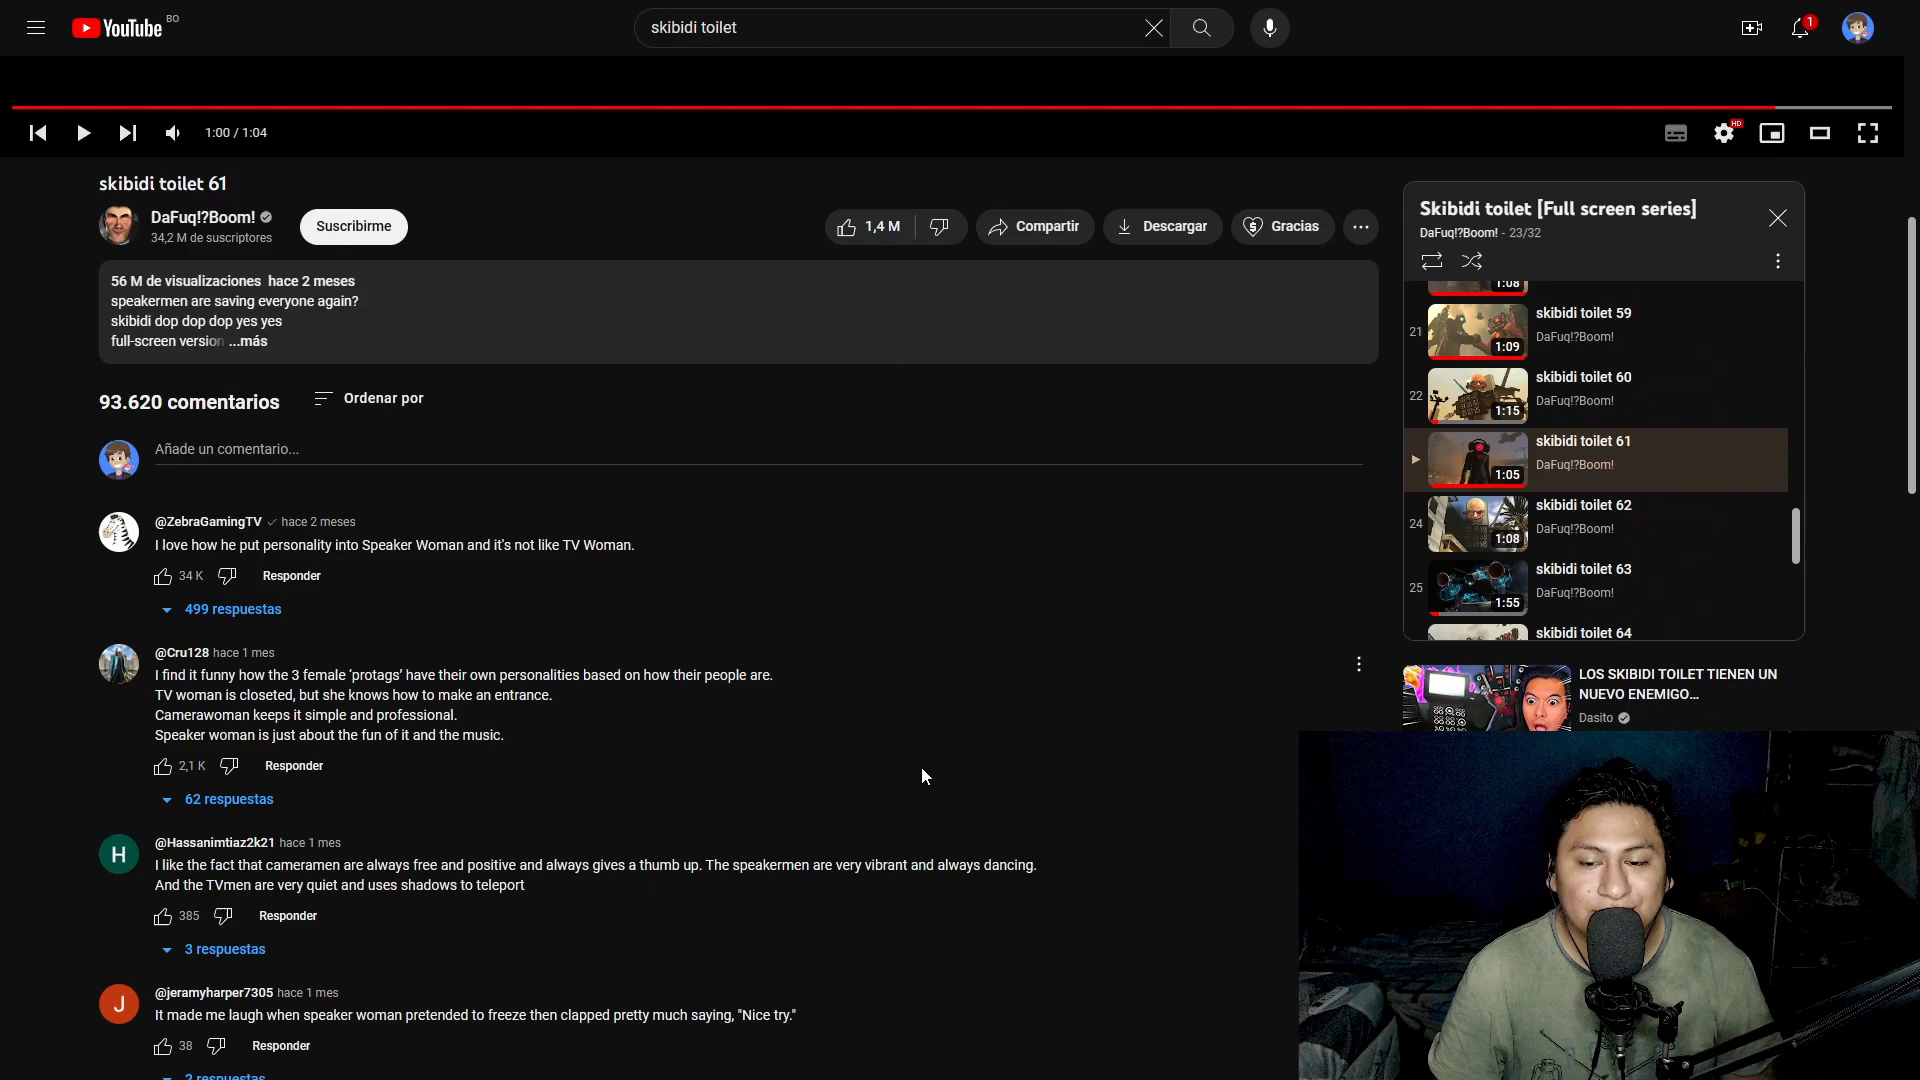 YouTube BO
skibidi toilet
1
1:00 / 1:04
HD
skibidi toilet 61
DaFuq!?Boom!
34,2 M de suscriptores
Suscribirme
1,4 M
Compartir
Descargar
Gracias
56 M de visualizaciones hace 2 meses
speakermen are saving everyone again?
skibidi dop dop dop yes yes
full-screen version ...más
93.620 comentarios
Ordenar por
Añade un comentario...
@ZebraGamingTV hace 2 meses
I love how he put personality into Speaker Woman and it's not like TV Woman.
34 K
Responder
499 respuestas
@Cru128 hace 1 mes
I find it funny how the 3 female ‘protags’ have their own personalities based on how their people are.
TV woman is closeted, but she knows how to make an entrance.
Camerawoman keeps it simple and professional.
Speaker woman is just about the fun of it and the music.
2,1 K
Responder
62 respuestas
H
@Hassanimtiaz2k21 hace 1 mes
I like the fact that cameramen are always free and positive and always gives a thumb up. The speakermen are very vibrant and always dancing.
And the TVmen are very quiet and uses shadows to teleport
385
Responder
3 respuestas
J
@jeramyharper7305 hace 1 mes
It made me laugh when speaker woman pretended to freeze then clapped pretty much saying, "Nice try."
38
Responder
2 respuestas
Skibidi toilet [Full screen series]
DaFuq!?Boom! - 23/32
1:08
21
1:09
skibidi toilet 59
DaFuq!?Boom!
22
1:15
skibidi toilet 60
DaFuq!?Boom!
1:05
skibidi toilet 61
DaFuq!?Boom!
24
1:08
skibidi toilet 62
DaFuq!?Boom!
25
1:55
skibidi toilet 63
DaFuq!?Boom!
skibidi toilet 64
LOS SKIBIDI TOILET TIENEN UN
NUEVO ENEMIGO...
Dasito